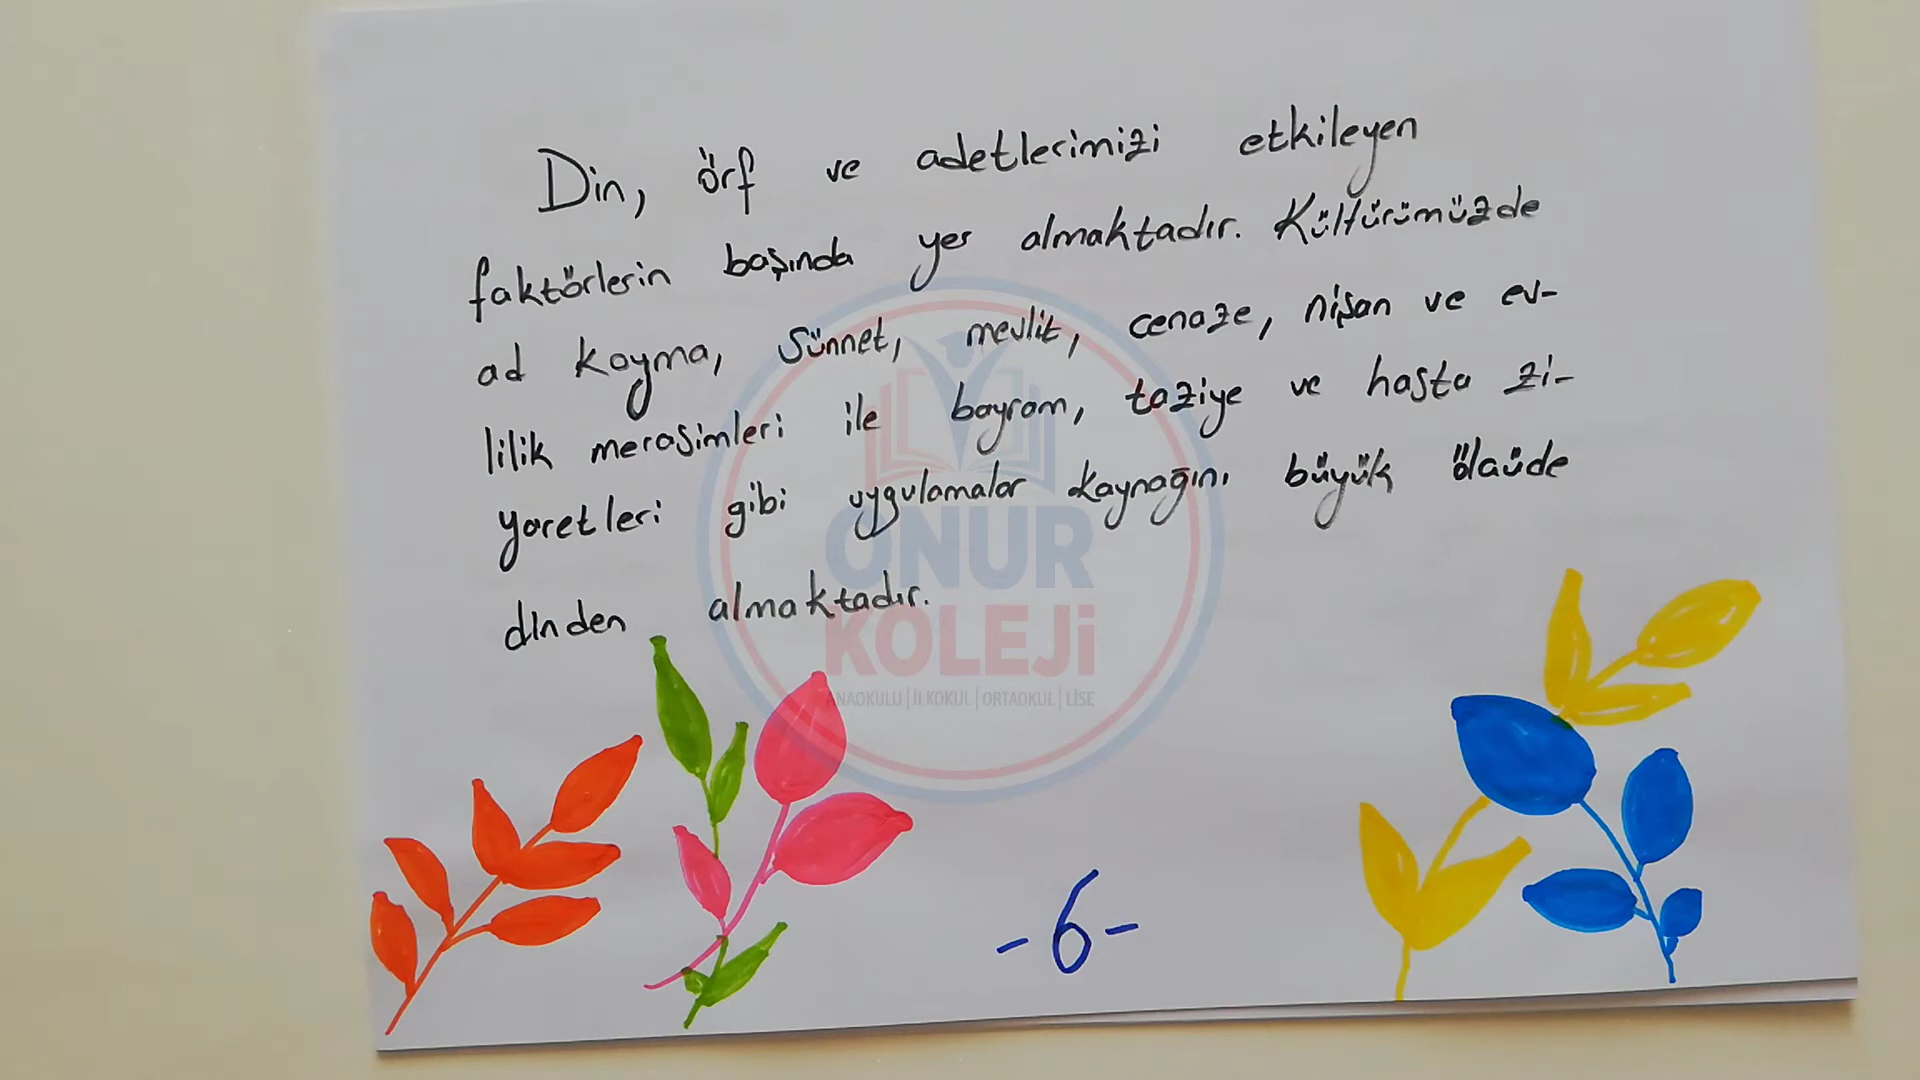 Din, örf ve adetlerimizi etkileyen
faktörlerin başında yer almaktadır. Kültürümüzde
ad koyma, sünnet, mevlit, cenaze, nişan ve ev-
lilik merasimleri ile bayram, taziye ve hasta zi-
yaretleri gibi uygulamalar kaynağını büyük ölaüde
dınden almaktadır.
ONUR
KOLEJi
ANAOKULU | İLKOKUL | ORTAOKUL | LİSE
-6-